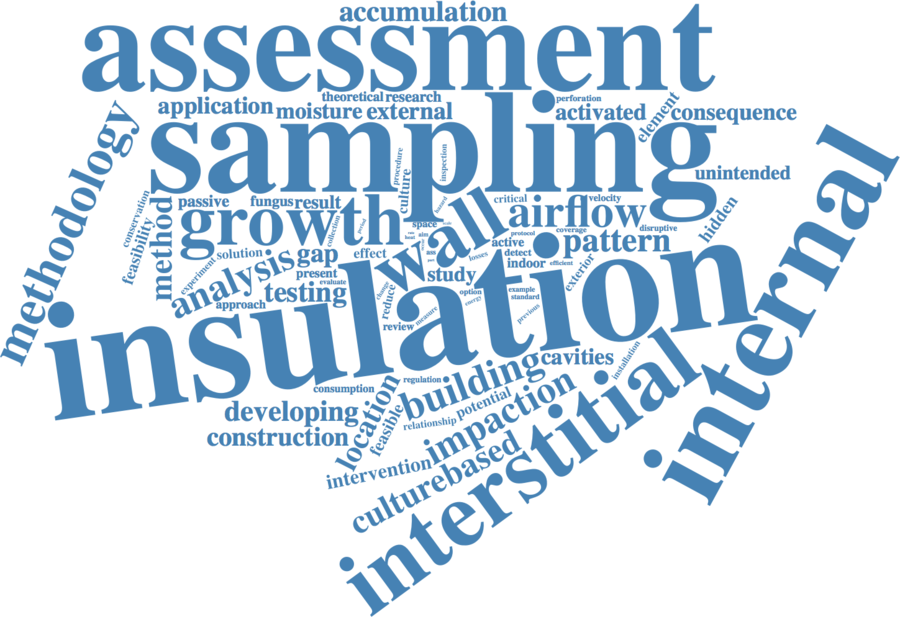 accumulation
assessment
theoretical research
perforation
application
moisture external
activated
element
consequence
sampling
methodology
procedure
inspection
culture
unintended
internal
conservation
feasibility
method
passive
fungus result
collection
period
space
critical
velocity
growth
wall
airflow
hidden
protocol
coverage
disruptive
aim
active
pattern
experiment
solution
gap
effect
losses
detect
indoor
efficient
exterior
analysis
present
evaluate
study
testing
approach
change
reduce
option
energy
example
standard
previous
insulation
review
measure
cavities
installation
consumption
regulation
building
developing
location
feasible
relationship
potential
construction
impaction
intervention
culturebased
interstitial